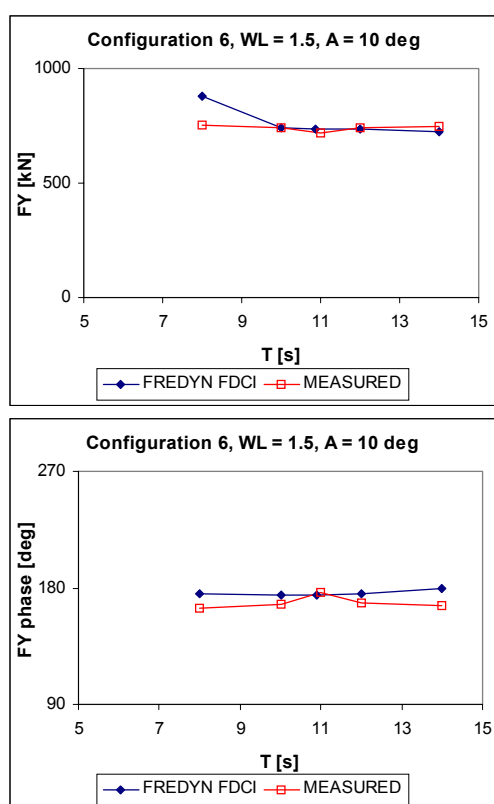 Configuration 6, WL = 1.5, A = 10 deg
FY [kN]
1000
500
0
5 7 9 11 13 15
T [s]
FREDYN FDCI MEASURED
Configuration 6, WL = 1.5, A = 10 deg
FY phase [deg]
270
180
90
5 7 9 11 13 15
T [s]
FREDYN FDCI MEASURED